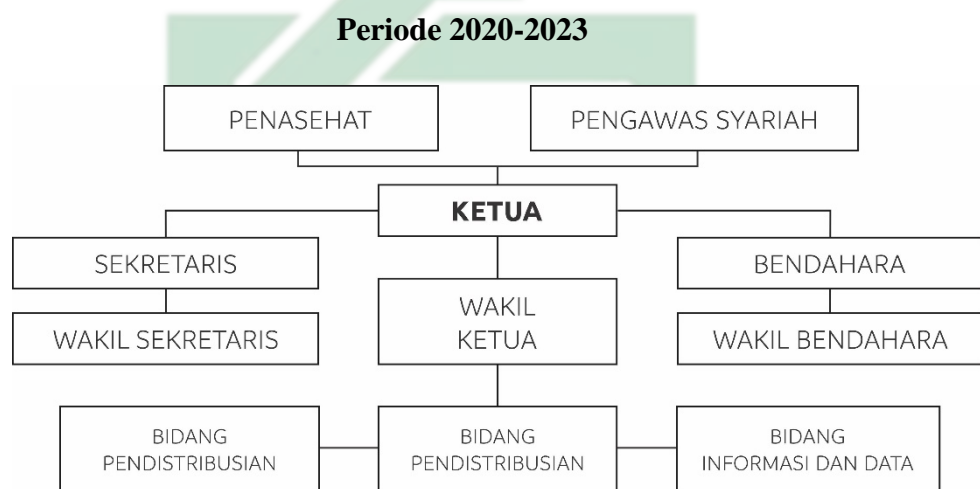 Periode 2020-2023
PENASEHAT
PENGAWAS SYARIAH
KETUA
SEKRETARIS
BENDAHARA
WAKIL
KETUA
WAKIL SEKRETARIS
WAKIL BENDAHARA
BIDANG
PENDISTRIBUSIAN
BIDANG
PENDISTRIBUSIAN
BIDANG
INFORMASI DAN DATA